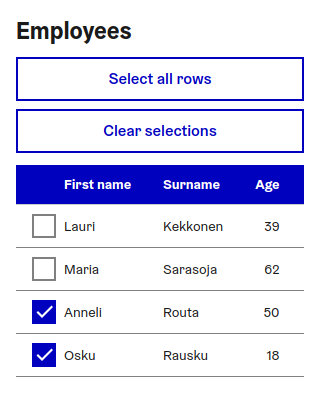 Employees
Select all rows
Clear selections
First name Surname Age
Lauri Kekkonen 39
Maria Sarasoja 62
Anneli Routa 50
Osku Rausku 18